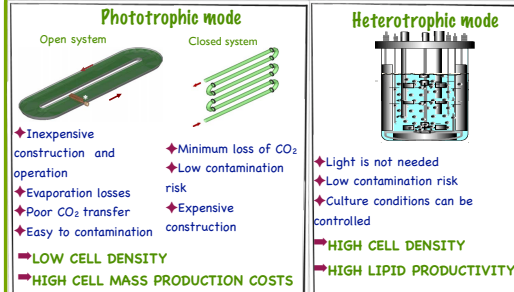 Phototrophic mode
Open system
Closed system
✦Inexpensive
construction and
operation
✦Evaporation losses
✦Poor CO₂ transfer
✦Easy to contamination
✦Minimum loss of CO₂
✦Low contamination
risk
✦Expensive
construction
➡LOW CELL DENSITY
➡HIGH CELL MASS PRODUCTION COSTS
Heterotrophic mode
✦Light is not needed
✦Low contamination risk
✦Culture conditions can be
controlled
➡HIGH CELL DENSITY
➡HIGH LIPID PRODUCTIVITY